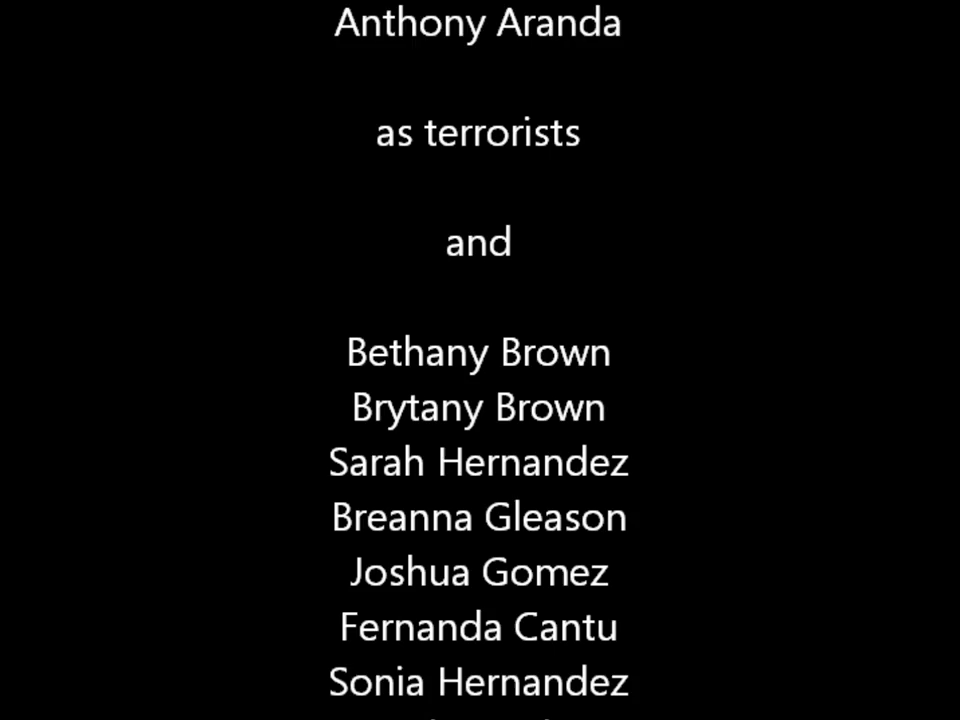 Anthony Aranda
as terrorists
and
Bethany Brown
Brytany Brown
Sarah Hernandez
Breanna Gleason
Joshua Gomez
Fernanda Cantu
Sonia Hernandez